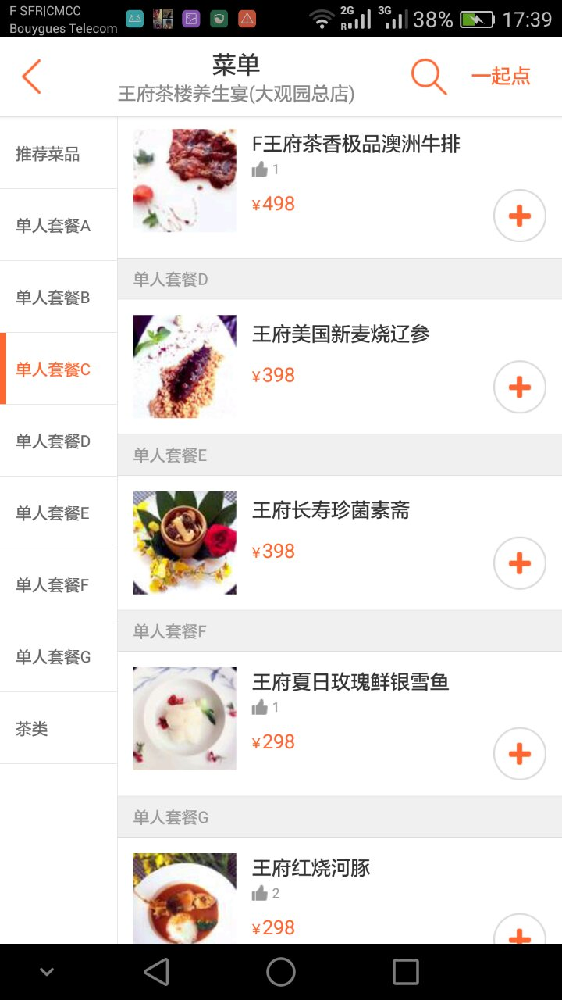 F SFR|CMCC
Bouygues Telecom
2G
R
3G
38%
17:39
菜单
王府茶楼养生宴(大观园总店)
一起点
推荐菜品
单人套餐A
单人套餐B
单人套餐C
单人套餐D
单人套餐E
单人套餐F
单人套餐G
茶类
F王府茶香极品澳洲牛排
1
¥498
单人套餐D
王府美国新麦烧辽参
¥398
单人套餐E
王府长寿珍菌素斋
¥398
单人套餐F
王府夏日玫瑰鲜银雪鱼
1
¥298
单人套餐G
王府红烧河豚
2
¥298